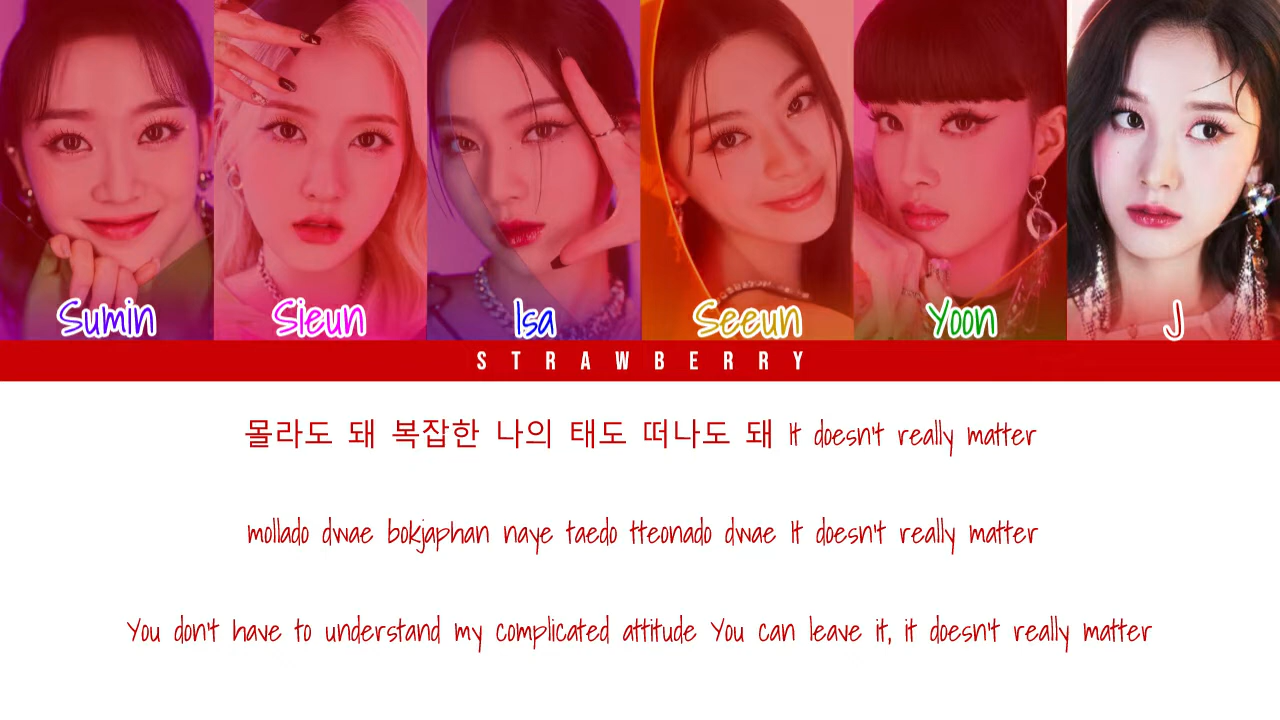 Sumin Sieun Isa Seeun Yoon J
STRAWBERRY
몰라도 돼 복잡한 나의 태도 떠나도 돼 It doesn't really matter
mollado dwae bokjaphan naye taedo tteonado dwae It doesn't really matter
You don't have to understand my complicated attitude You can leave it, it doesn't really matter